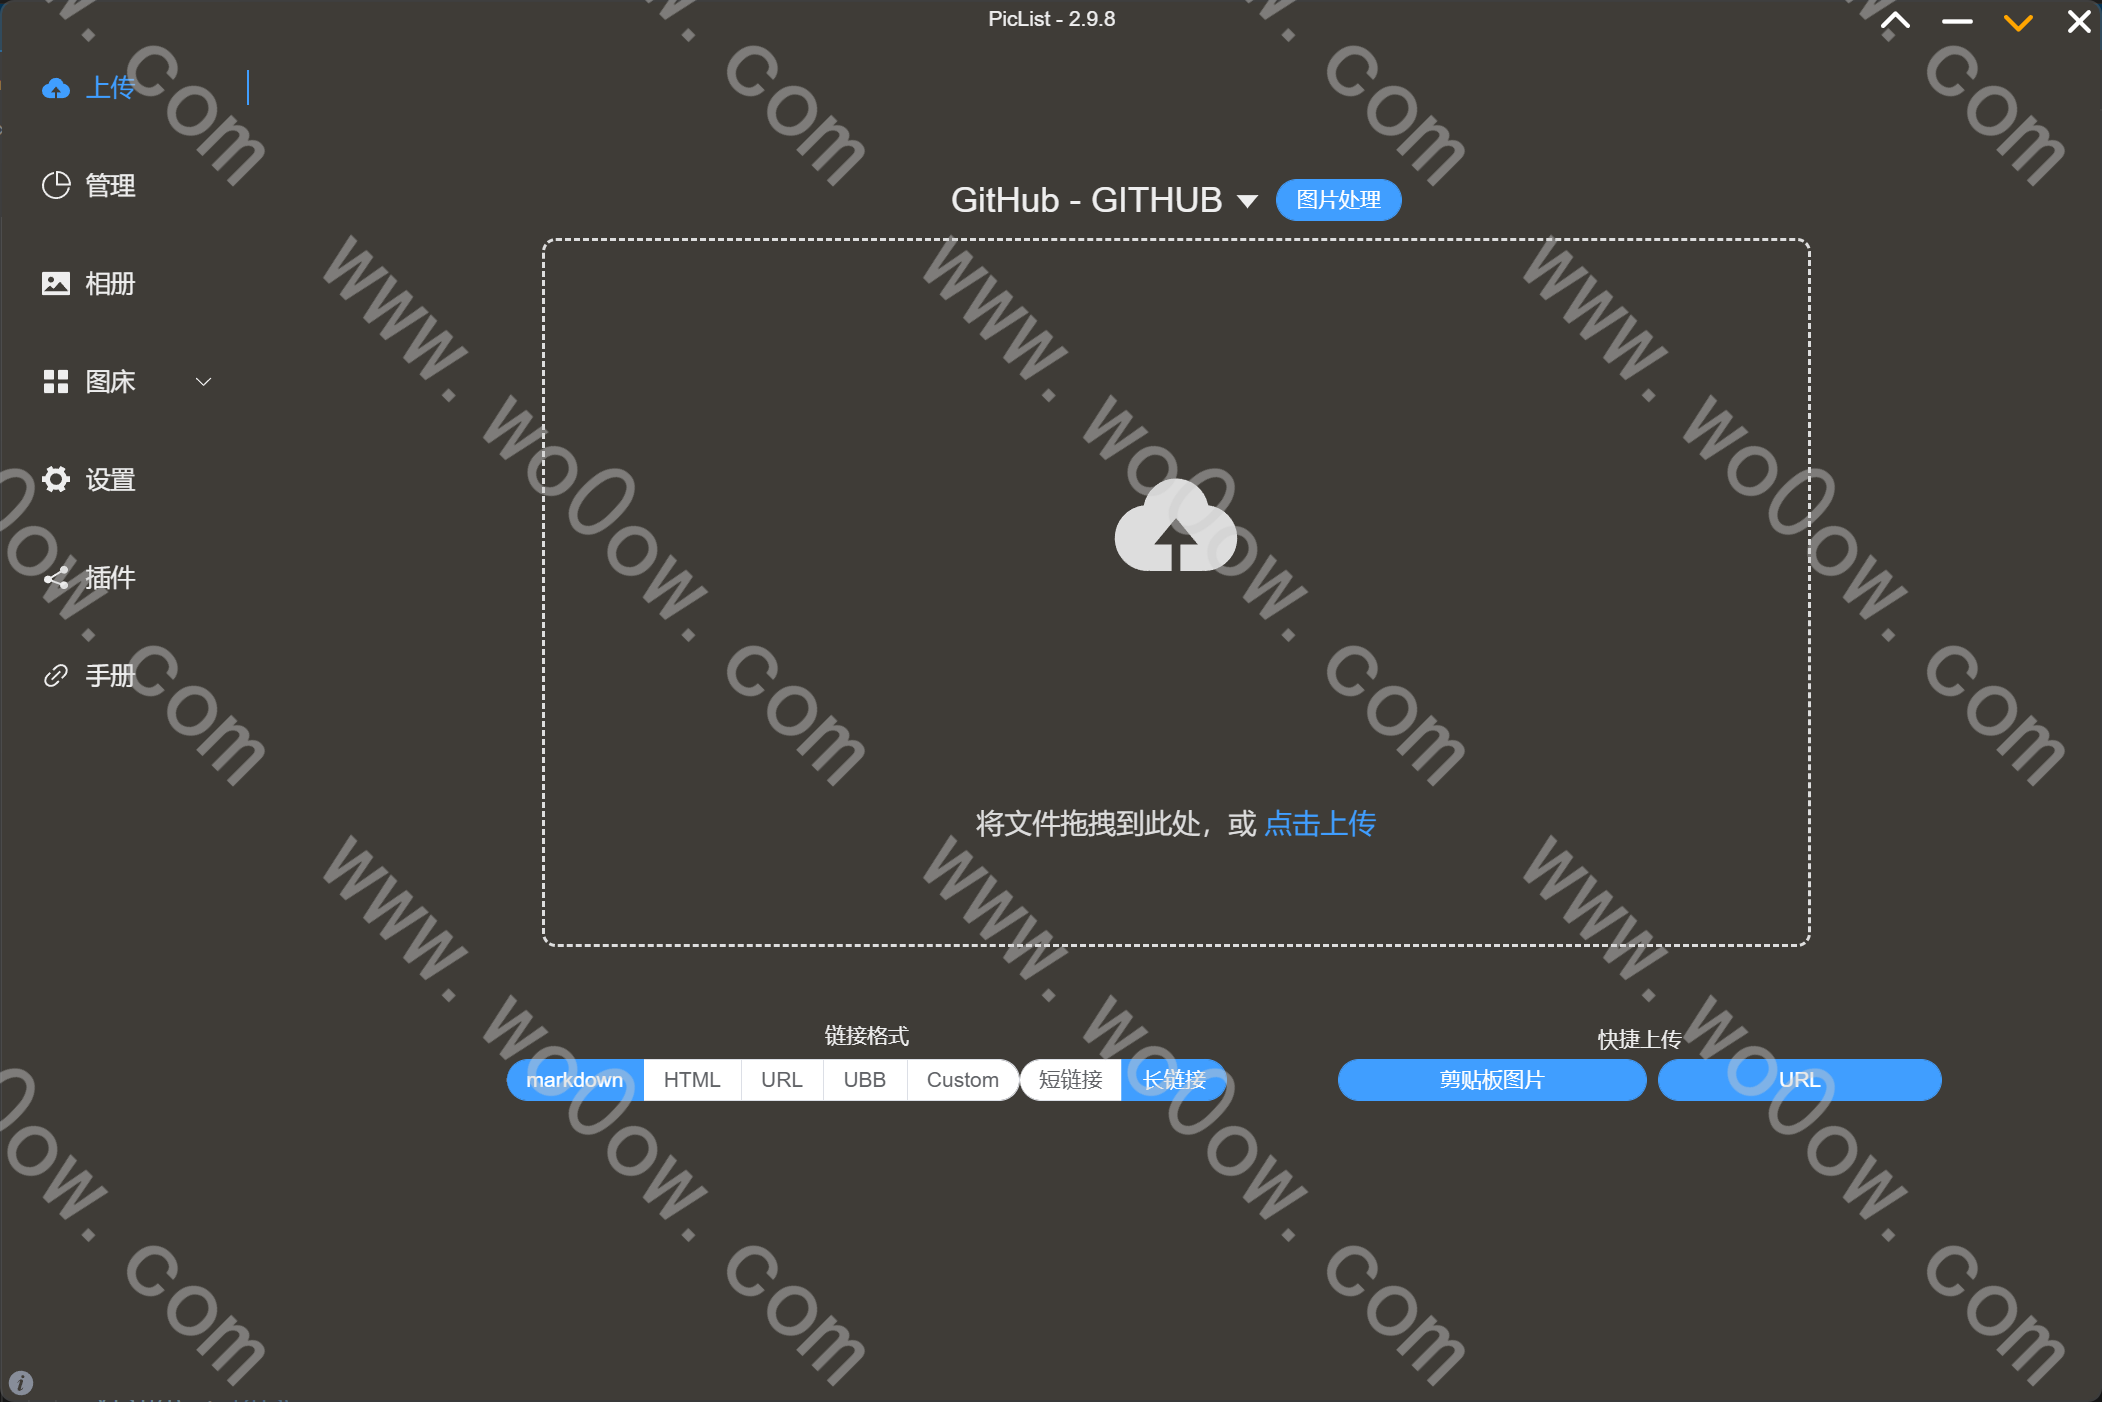 PicList - 2.9.8
上传
管理
相册
图床
设置
插件
手册
GitHub - GITHUB
图片处理
将文件拖拽到此处，或 点击上传
链接格式
markdown HTML URL UBB Custom 短链接 长链接
快捷上传
剪贴板图片 URL
www.woOow.com